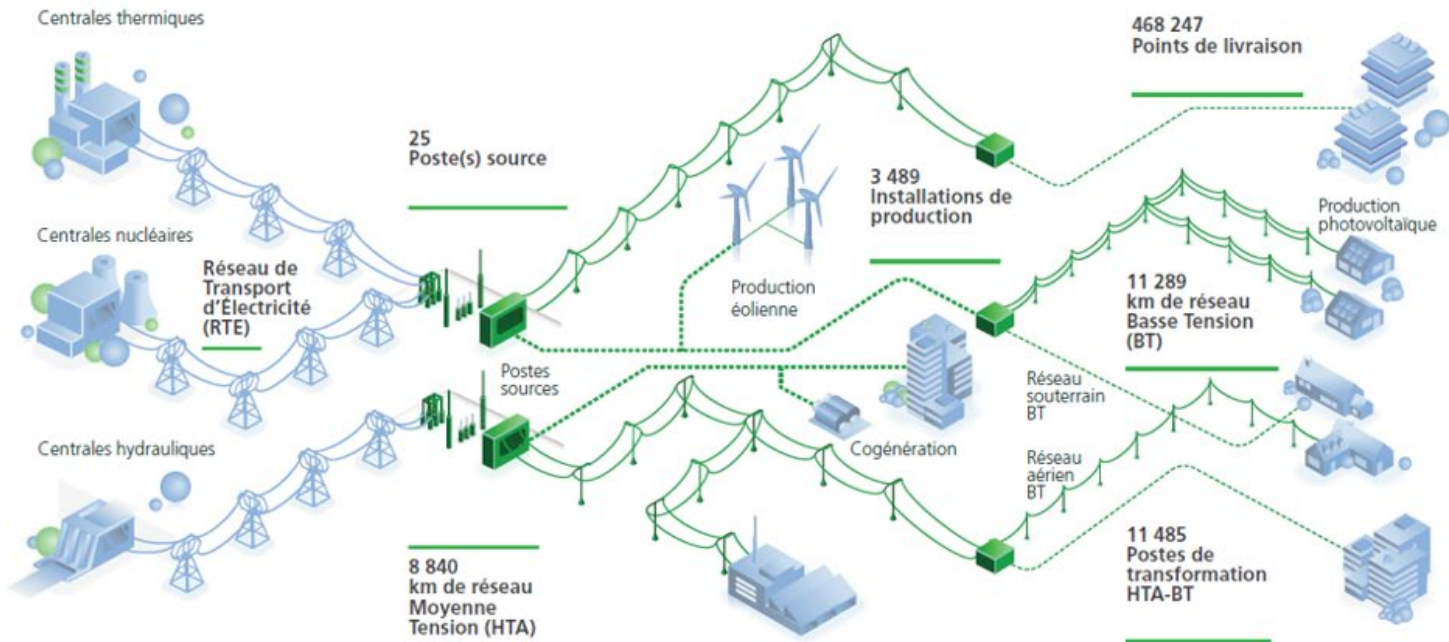 Centrales thermiques
468 247
Points de livraison
25
Poste(s) source
3 489
Installations de
production
Production
photovoltaïque
Centrales nucléaires
Réseau de
Transport
d'Électricité
(RTE)
Production
éolienne
11 289
km de réseau
Basse Tension
(BT)
Postes
sources
Réseau
souterrain
BT
Centrales hydrauliques
Cogénération
Réseau
aérien
BT
8 840
km de réseau
Moyenne
Tension (HTA)
11 485
Postes de
transformation
HTA-BT